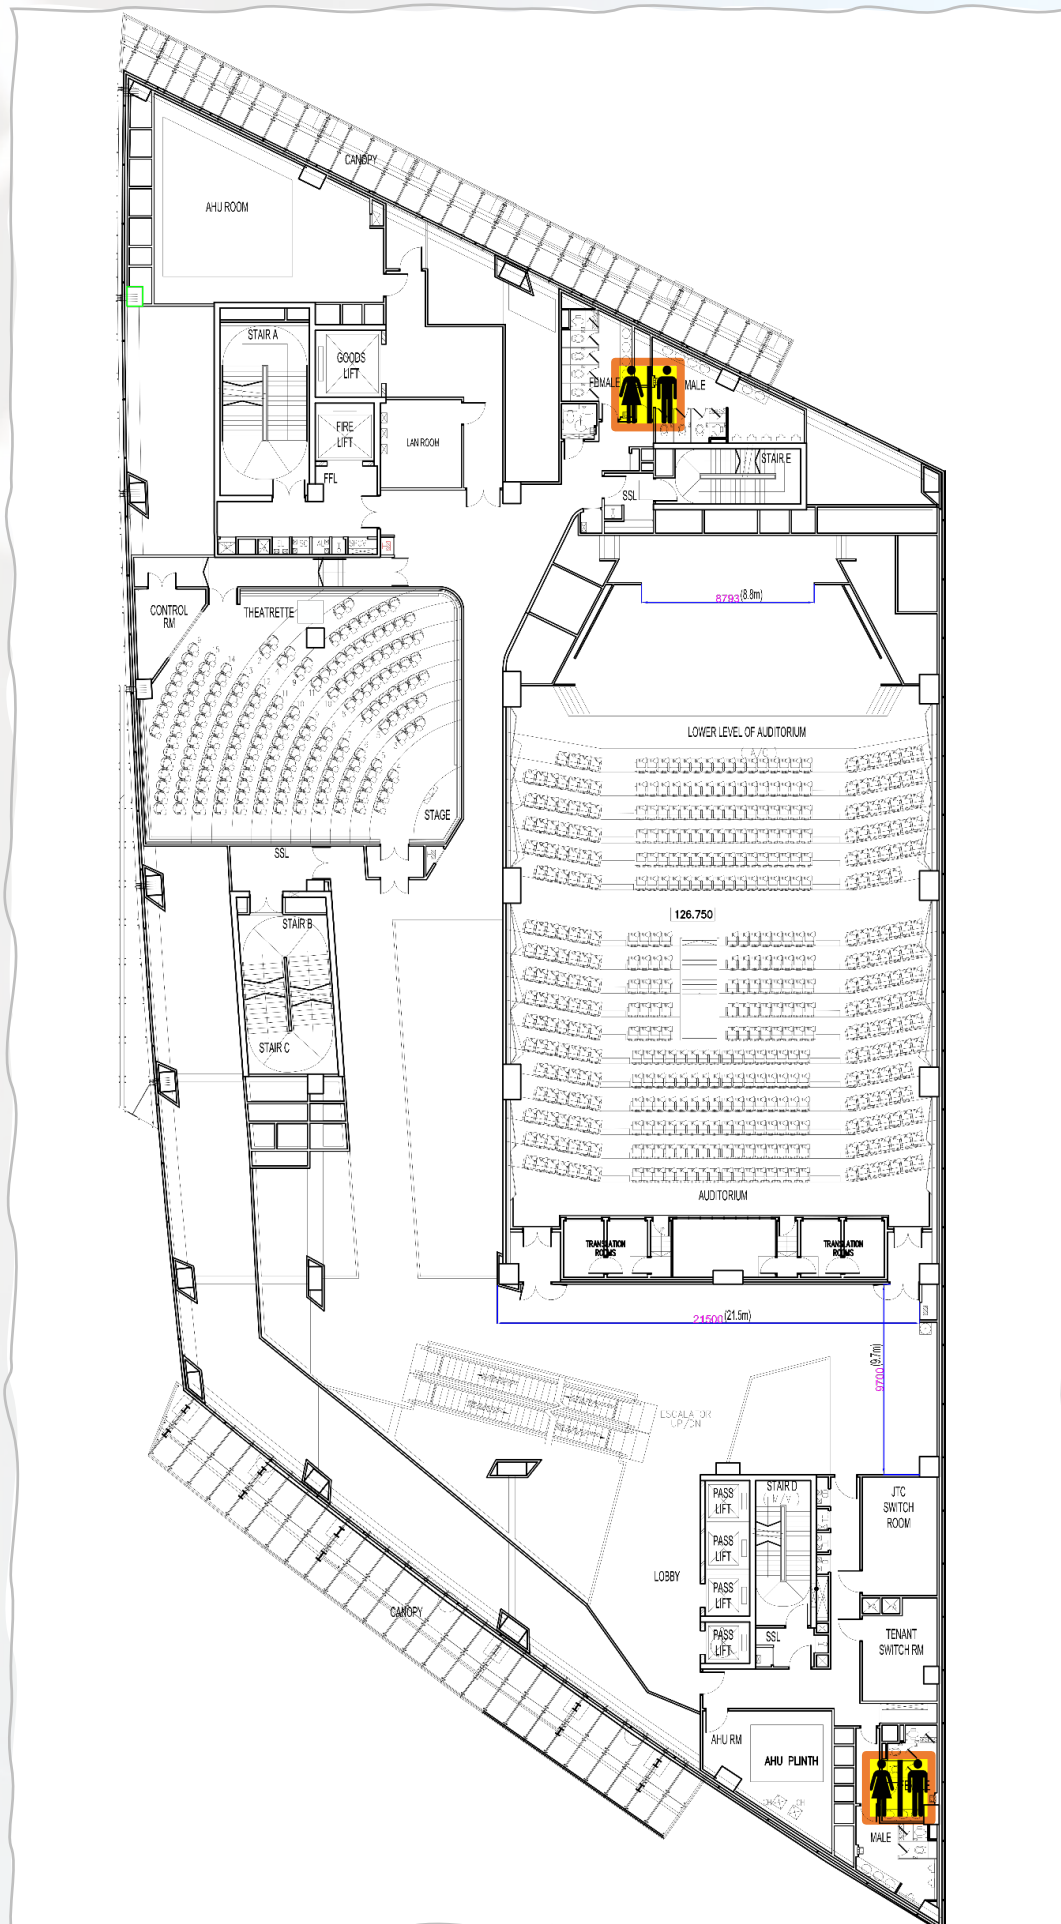 CANOPY
AHU ROOM
STAIR A
GOODS
LIFT
FEMALE
MALE
FIRE
LIFT
LAN ROOM
STAIR E
FFL
SSL
CONTROL
RM
THEATRETTE
8793(8.8m)
LOWER LEVEL OF AUDITORIUM
STAGE
SSL
126.750
STAIR B
STAIR C
AUDITORIUM
TRANSLATION
ROOMS
TRANSLATION
ROOMS
21500(21.5m)
9700(9.7m)
ESCALATOR
UP/DN
PASS
LIFT
STAIR D
JTC
SWITCH
ROOM
PASS
LIFT
LOBBY
PASS
LIFT
CANOPY
PASS
LIFT
SSL
TENANT
SWITCH RM
AHU RM
AHU PLINTH
MALE